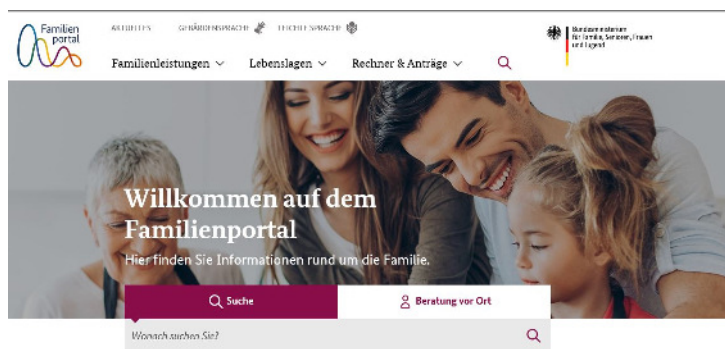 Familien
portal
AKTUELLES GEBÄRDENSPRACHE LEICHTE SPRACHE
Bundesministerium
für Familie, Senioren, Frauen
und Jugend
Familienleistungen Lebenslagen Rechner & Anträge
Willkommen auf dem
Familienportal
Hier finden Sie Informationen rund um die Familie.
Suche Beratung vor Ort
Wonach suchen Sie?